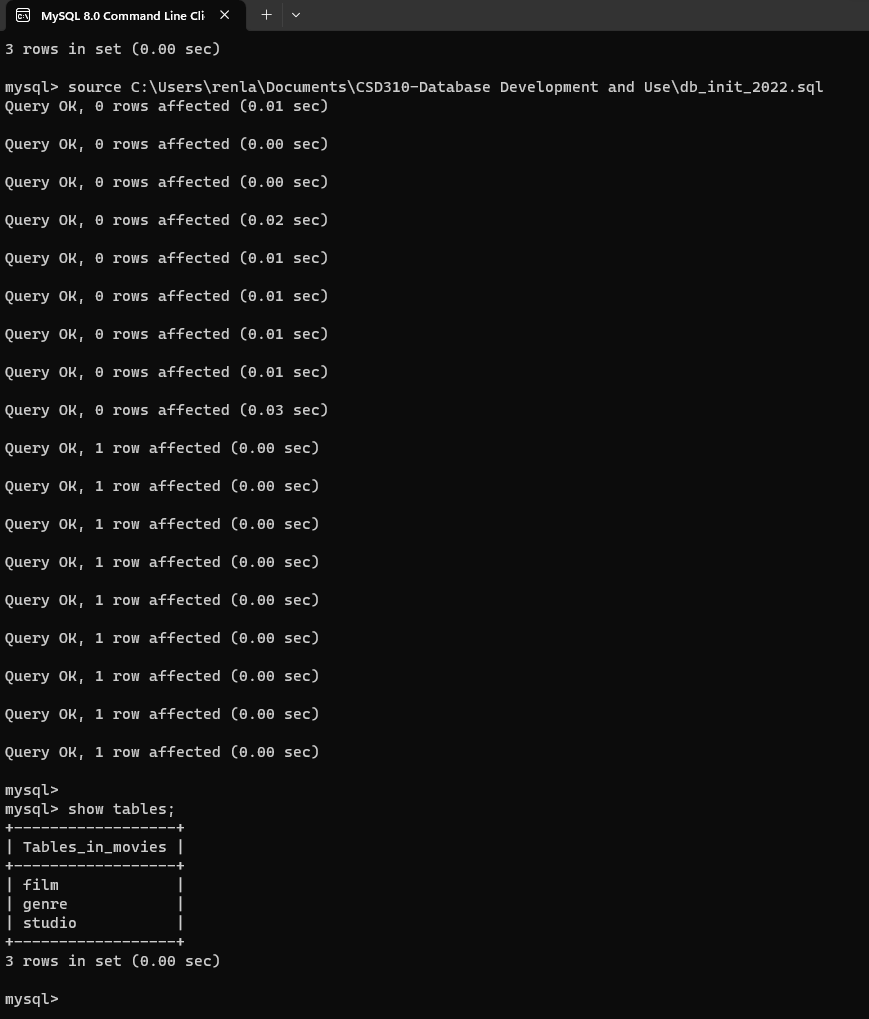 MySQL 8.0 Command Line Cli
3 rows in set (0.00 sec)
mysql> source C:\Users\renla\Documents\CSD310-Database Development and Use\db_init_2022.sql
Query OK, 0 rows affected (0.01 sec)
Query OK, 0 rows affected (0.00 sec)
Query OK, 0 rows affected (0.00 sec)
Query OK, 0 rows affected (0.02 sec)
Query OK, 0 rows affected (0.01 sec)
Query OK, 0 rows affected (0.01 sec)
Query OK, 0 rows affected (0.01 sec)
Query OK, 0 rows affected (0.01 sec)
Query OK, 0 rows affected (0.03 sec)
Query OK, 1 row affected (0.00 sec)
Query OK, 1 row affected (0.00 sec)
Query OK, 1 row affected (0.00 sec)
Query OK, 1 row affected (0.00 sec)
Query OK, 1 row affected (0.00 sec)
Query OK, 1 row affected (0.00 sec)
Query OK, 1 row affected (0.00 sec)
Query OK, 1 row affected (0.00 sec)
Query OK, 1 row affected (0.00 sec)
mysql>
mysql> show tables;
+------------------+
| Tables_in_movies |
+------------------+
| film             |
| genre            |
| studio           |
+------------------+
3 rows in set (0.00 sec)
mysql>